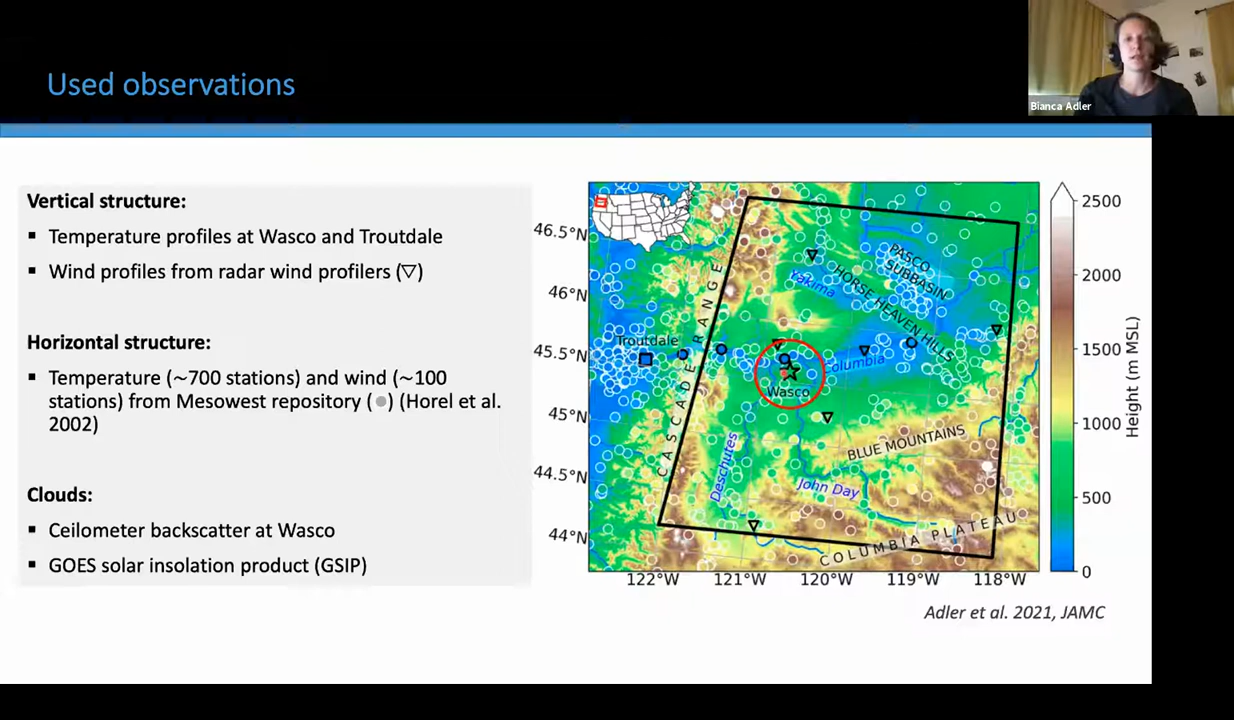 Used observations
Bianca Adler
Vertical structure:
▪ Temperature profiles at Wasco and Troutdale
▪ Wind profiles from radar wind profilers (▽)
Horizontal structure:
▪ Temperature (~700 stations) and wind (~100
stations) from Mesowest repository (●) (Horel et al.
2002)
Clouds:
▪ Ceilometer backscatter at Wasco
▪ GOES solar insolation product (GSIP)
46.5°N
46°N
45.5°N
45°N
44.5°N
44°N
122°W
121°W
120°W
119°W
118°W
CASCADE RANGE
Troutdale
Yakima
PASCO
SUBBASIN
HORSE HEAVEN HILLS
Columbia
Wasco
Deschutes
John Day
BLUE MOUNTAINS
COLUMBIA PLATEAU
2500
2000
1500
1000
500
0
Height (m MSL)
Adler et al. 2021, JAMC